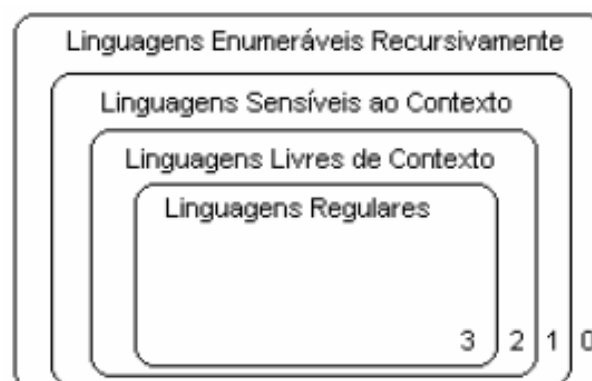 Linguagens Enumeráveis Recursivamente
Linguagens Sensíveis ao Contexto
Linguagens Livres de Contexto
Linguagens Regulares
3 2 1 0